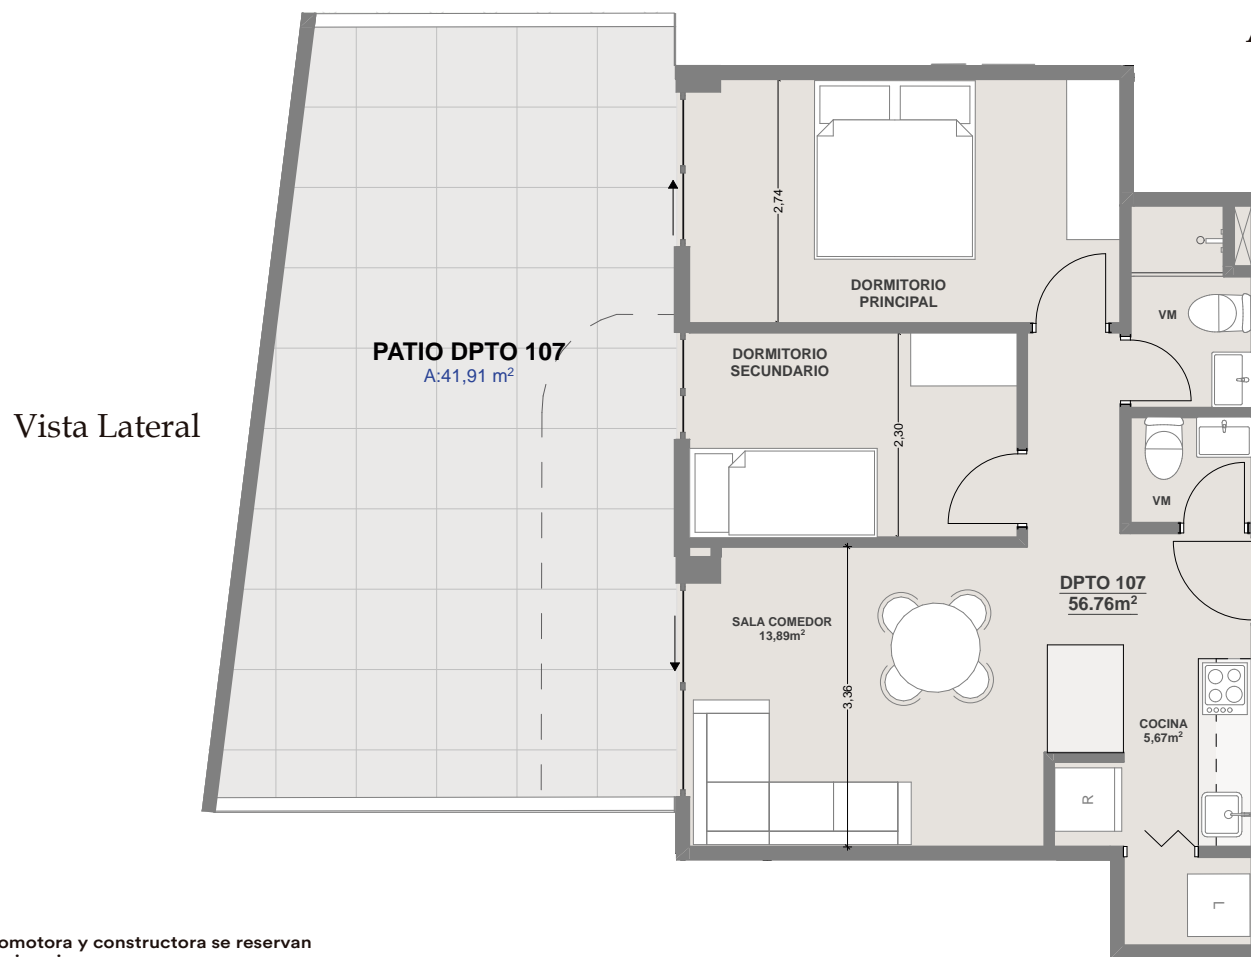 2,74
DORMITORIO
PRINCIPAL
VM
PATIO DPTO 107
A:41,91 m²
DORMITORIO
SECUNDARIO
Vista Lateral
2,30
VM
DPTO 107
56.76m²
SALA COMEDOR
13,89m²
3,36
COCINA
5,67m²
R
L
omotora y constructora se reservan